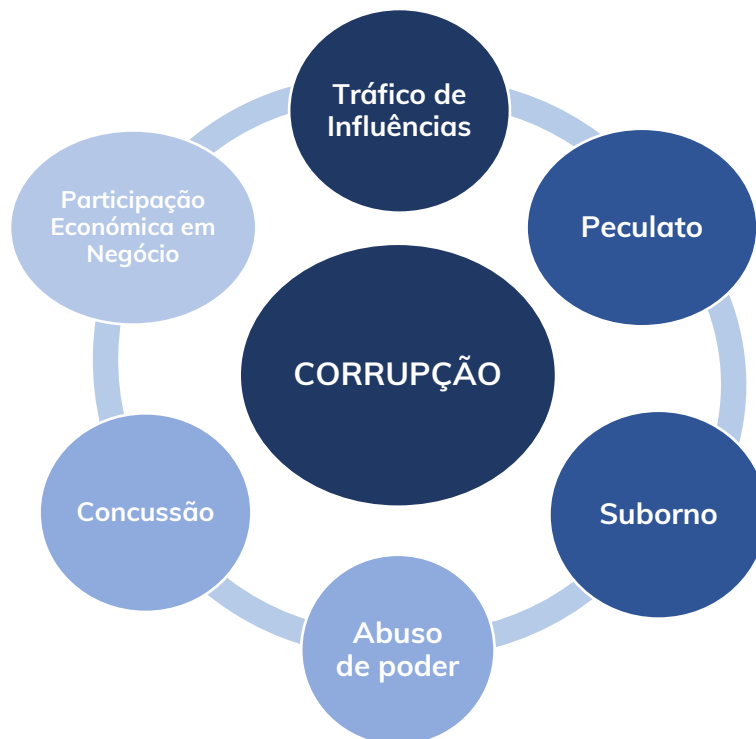 Tráfico de
Influências
Peculato
Suborno
Abuso
de poder
Concussão
Participação
Económica em
Negócio
CORRUPÇÃO